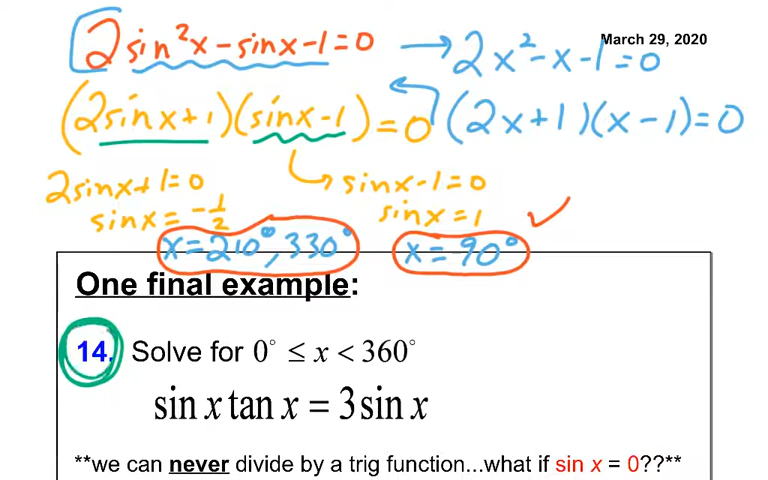 2sin²x-sinx-1=0 → 2x²-x-1=0
March 29, 2020
(2sinx+1)(sinx-1)=0 (2x+1)(x-1)=0
2sinx+1=0 sinx-1=0
sinx=-1/2 sinx=1 ✓
x=210°,330° x=90°
One final example:
14. Solve for 0° ≤ x < 360°
sin x tan x = 3sin x
**we can never divide by a trig function...what if sin x = 0??**